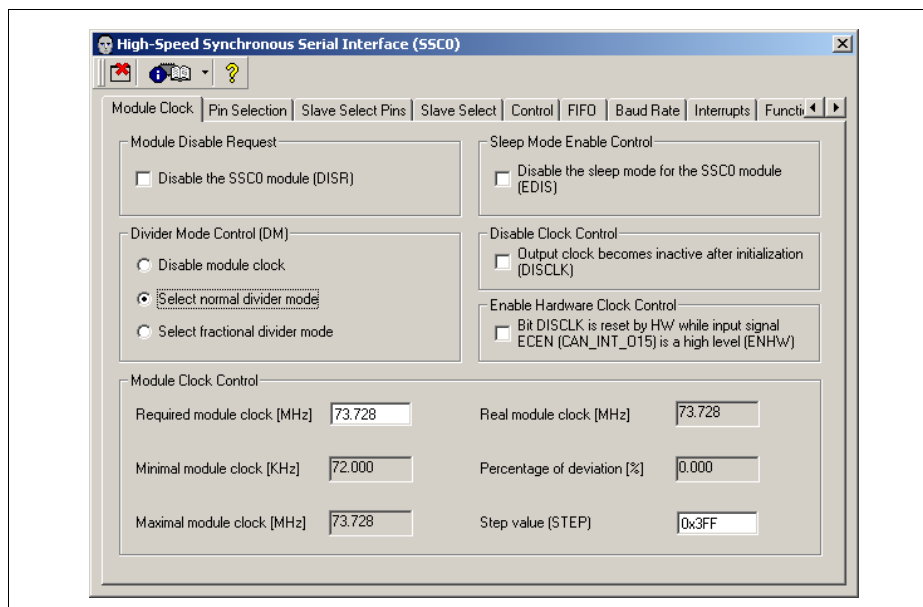 High-Speed Synchronous Serial Interface (SSC0)
Module Clock
Pin Selection
Slave Select Pins
Slave Select
Control
FIFO
Baud Rate
Interrupts
Module Disable Request
Disable the SSC0 module (DISR)
Sleep Mode Enable Control
Disable the sleep mode for the SSC0 module
(EDIS)
Divider Mode Control (DM)
Disable module clock
Select normal divider mode
Select fractional divider mode
Disable Clock Control
Output clock becomes inactive after initialization
(DISCLK)
Enable Hardware Clock Control
Bit DISCLK is reset by HW while input signal
ECEN (CAN_INT_O15) is a high level (ENHW)
Module Clock Control
Required module clock [MHz] 73.728
Real module clock [MHz] 73.728
Minimal module clock [KHz] 72.000
Percentage of deviation [%] 0.000
Maximal module clock [MHz] 73.728
Step value (STEP) 0x3FF